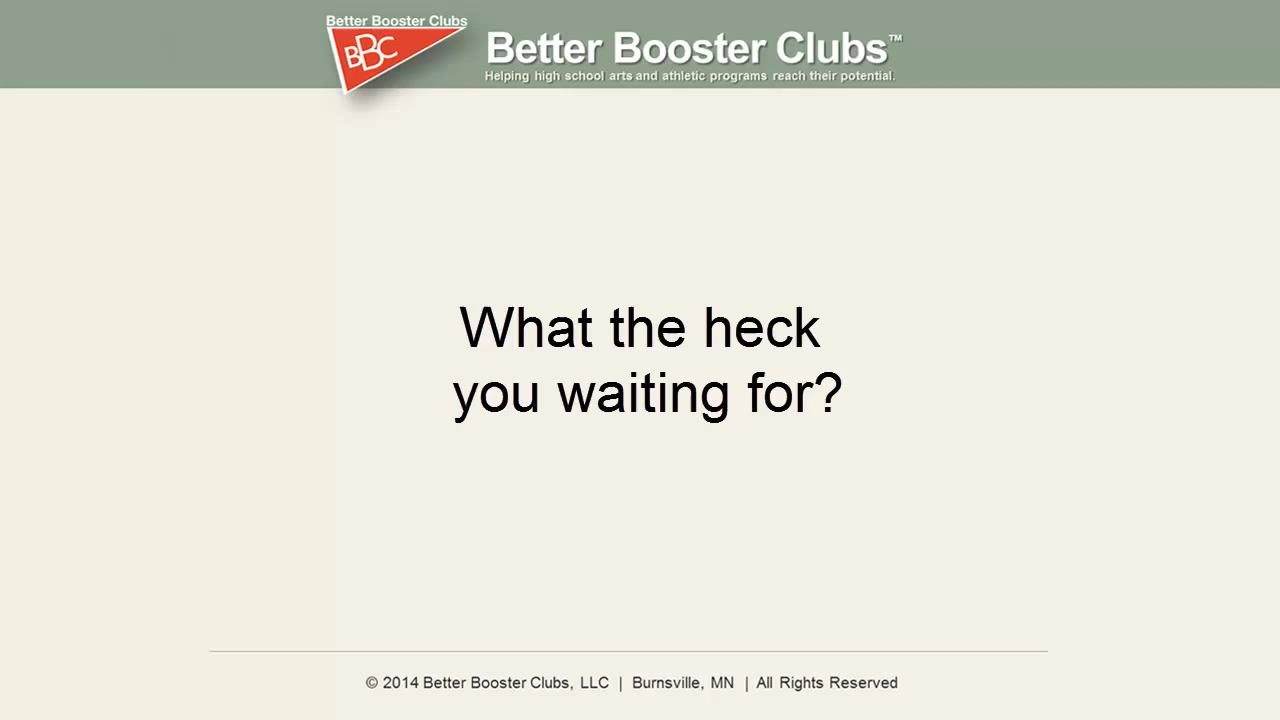 Better Booster Clubs
BBC
Better Booster Clubs™
Helping high school arts and athletic programs reach their potential.
What the heck
you waiting for?
© 2014 Better Booster Clubs, LLC | Burnsville, MN | All Rights Reserved